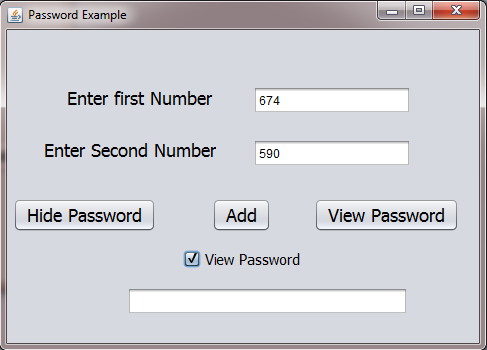 Password Example
Enter first Number 674
Enter Second Number 590
Hide Password Add View Password
View Password